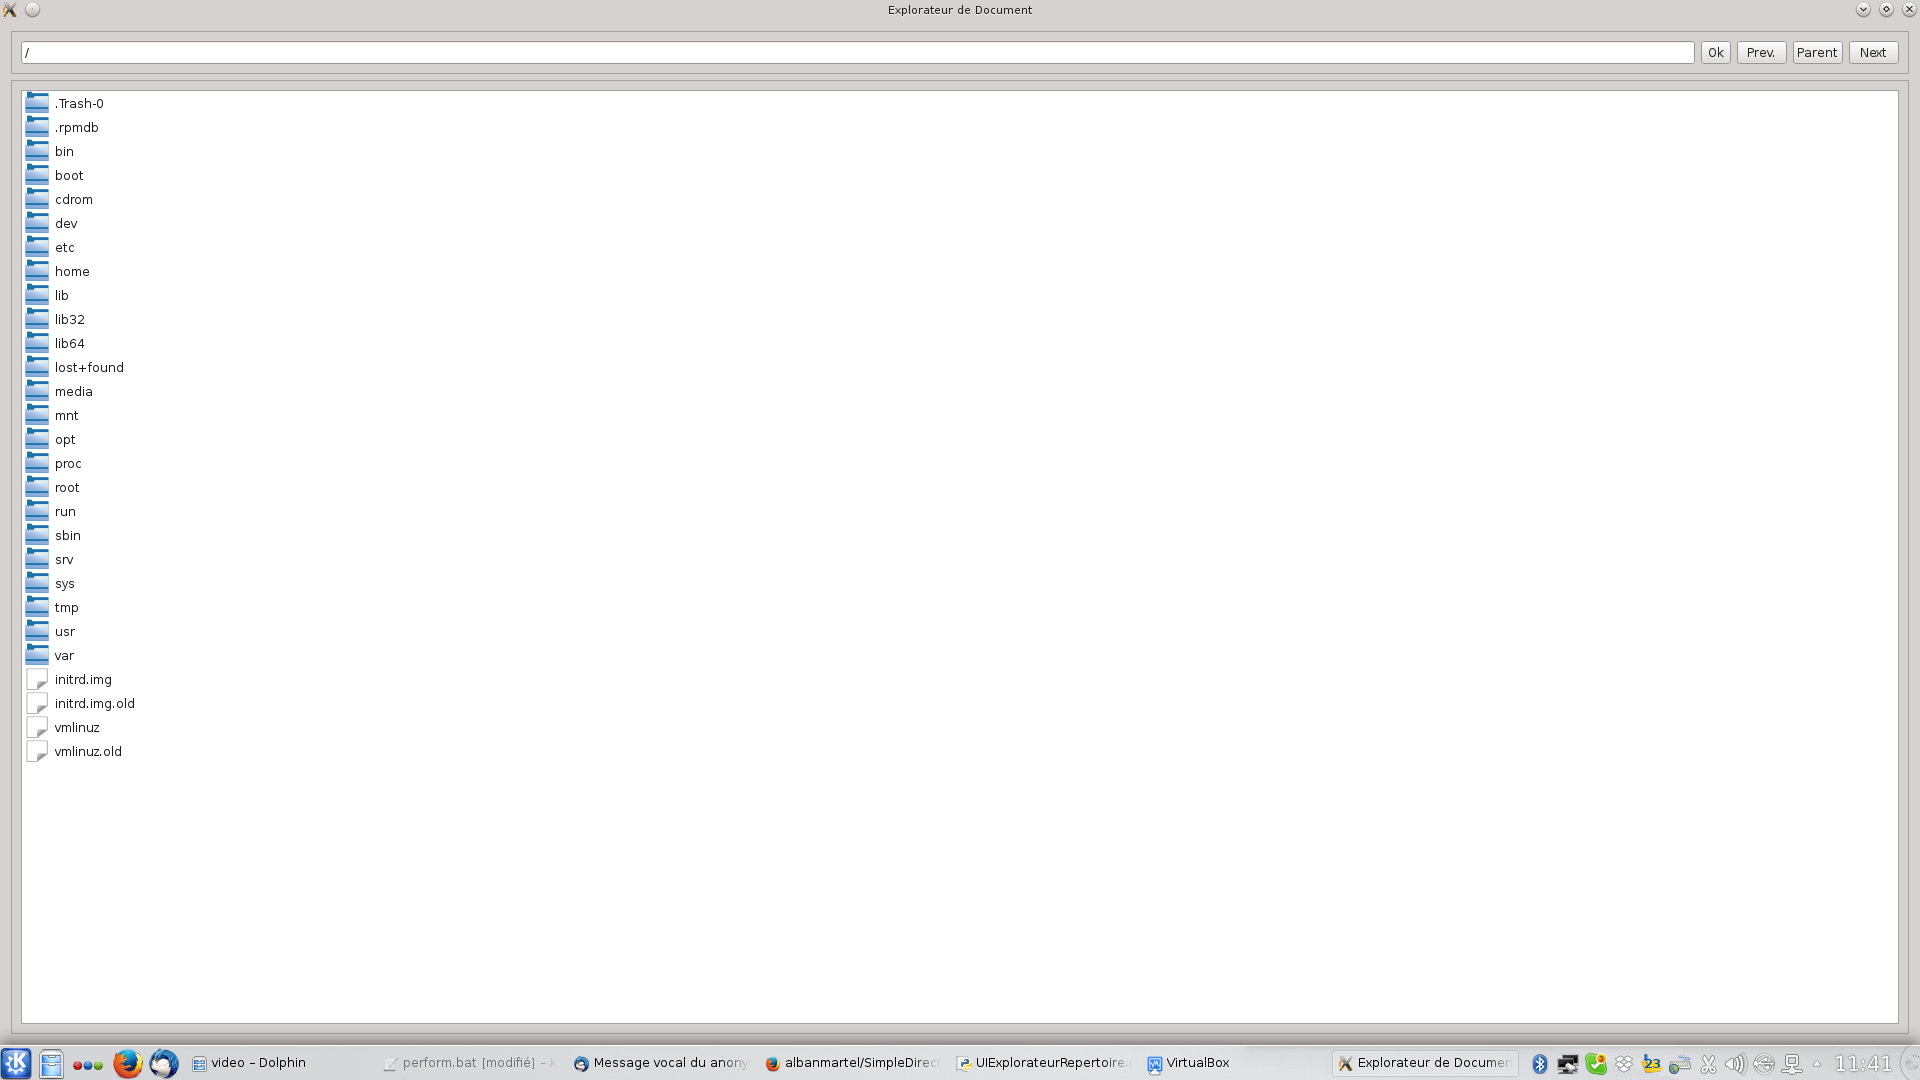 Explorateur de Document
/ Ok Prev. Parent Next
.Trash-0
.rpmdb
bin
boot
cdrom
dev
etc
home
lib
lib32
lib64
lost+found
media
mnt
opt
proc
root
run
sbin
srv
sys
tmp
usr
var
initrd.img
initrd.img.old
vmlinuz
vmlinuz.old
video – Dolphin perform.bat [modifié] – Message vocal du anony albanmartel/SimpleDirect UIExplorateurRepertoire. VirtualBox Explorateur de Documen 23 11:41